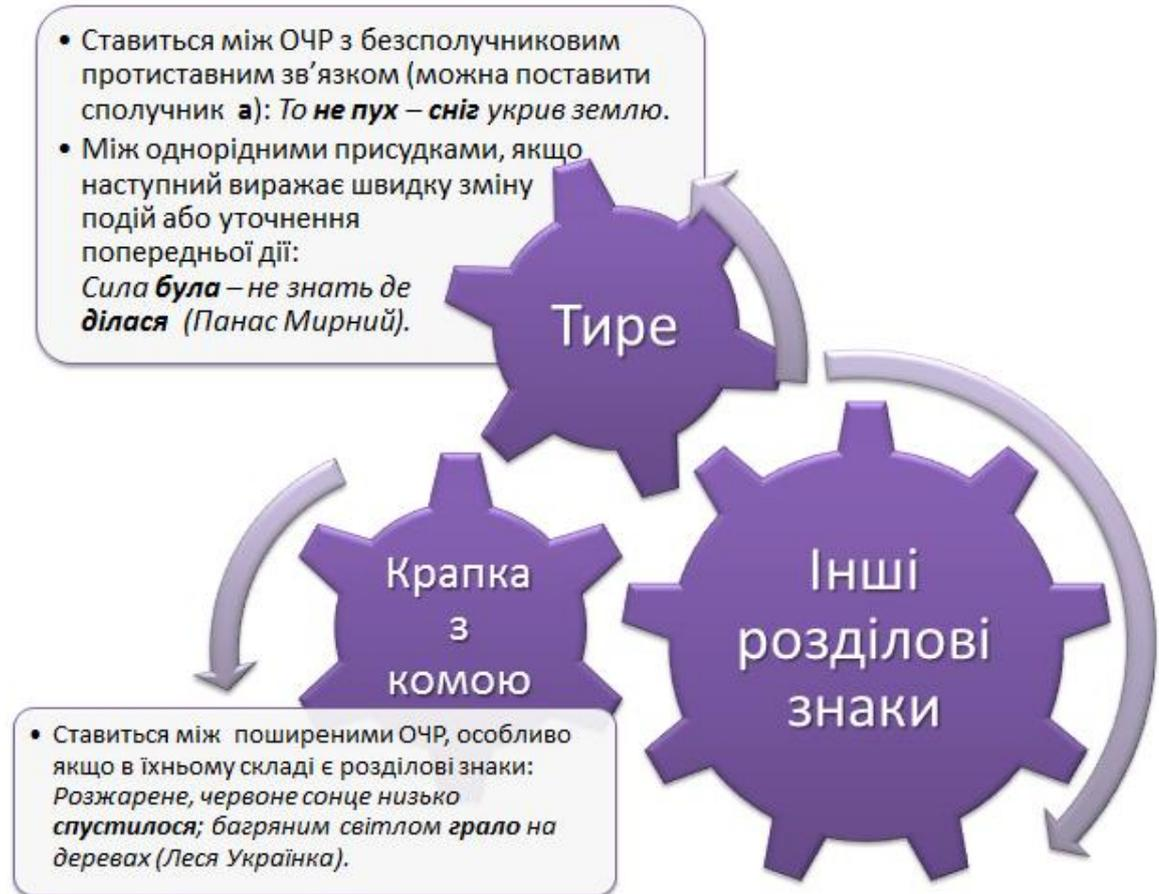 • Ставиться між ОЧР з безсполучниковим
протиставним зв’язком (можна поставити
сполучник а): То не пух – сніг укрив землю.
• Між однорідними присудками, якщо
наступний виражає швидку зміну
подій або уточнення
попередньої дії:
Сила була – не знать де
ділася (Панас Мирний).
Тире
Крапка
з
комою
Інші
розділові
знаки
• Ставиться між поширеними ОЧР, особливо
якщо в їхньому складі є розділові знаки:
Розжарене, червоне сонце низько
спустилося; багряним світлом грало на
деревах (Леся Українка).